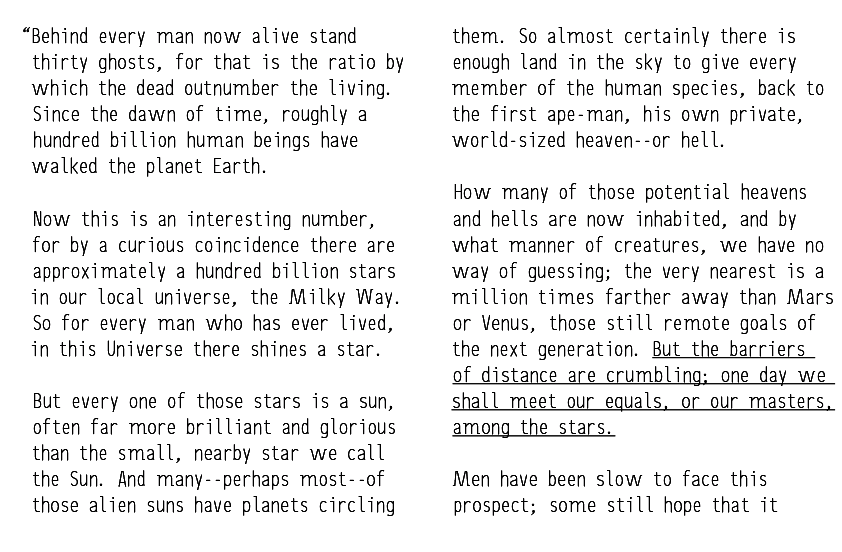 “Behind every man now alive stand
thirty ghosts, for that is the ratio by
which the dead outnumber the living.
Since the dawn of time, roughly a
hundred billion human beings have
walked the planet Earth.
Now this is an interesting number,
for by a curious coincidence there are
approximately a hundred billion stars
in our local universe, the Milky Way.
So for every man who has ever lived,
in this Universe there shines a star.
But every one of those stars is a sun,
often far more brilliant and glorious
than the small, nearby star we call
the Sun. And many--perhaps most--of
those alien suns have planets circling
them. So almost certainly there is
enough land in the sky to give every
member of the human species, back to
the first ape-man, his own private,
world-sized heaven--or hell.
How many of those potential heavens
and hells are now inhabited, and by
what manner of creatures, we have no
way of guessing; the very nearest is a
million times farther away than Mars
or Venus, those still remote goals of
the next generation. But the barriers
of distance are crumbling; one day we
shall meet our equals, or our masters,
among the stars.
Men have been slow to face this
prospect; some still hope that it